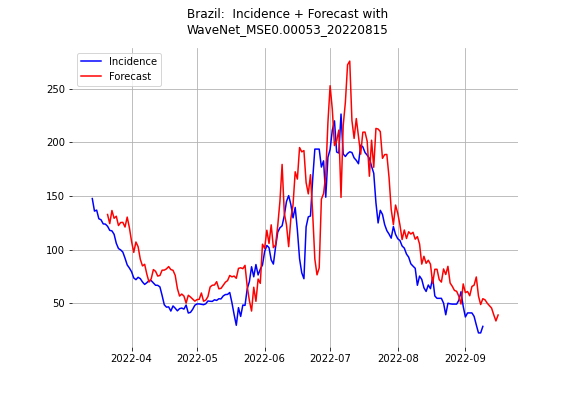 Brazil:  Incidence + Forecast with
WaveNet_MSE0.00053_20220815
Incidence
Forecast
250
200
150
100
50
2022-04
2022-05
2022-06
2022-07
2022-08
2022-09